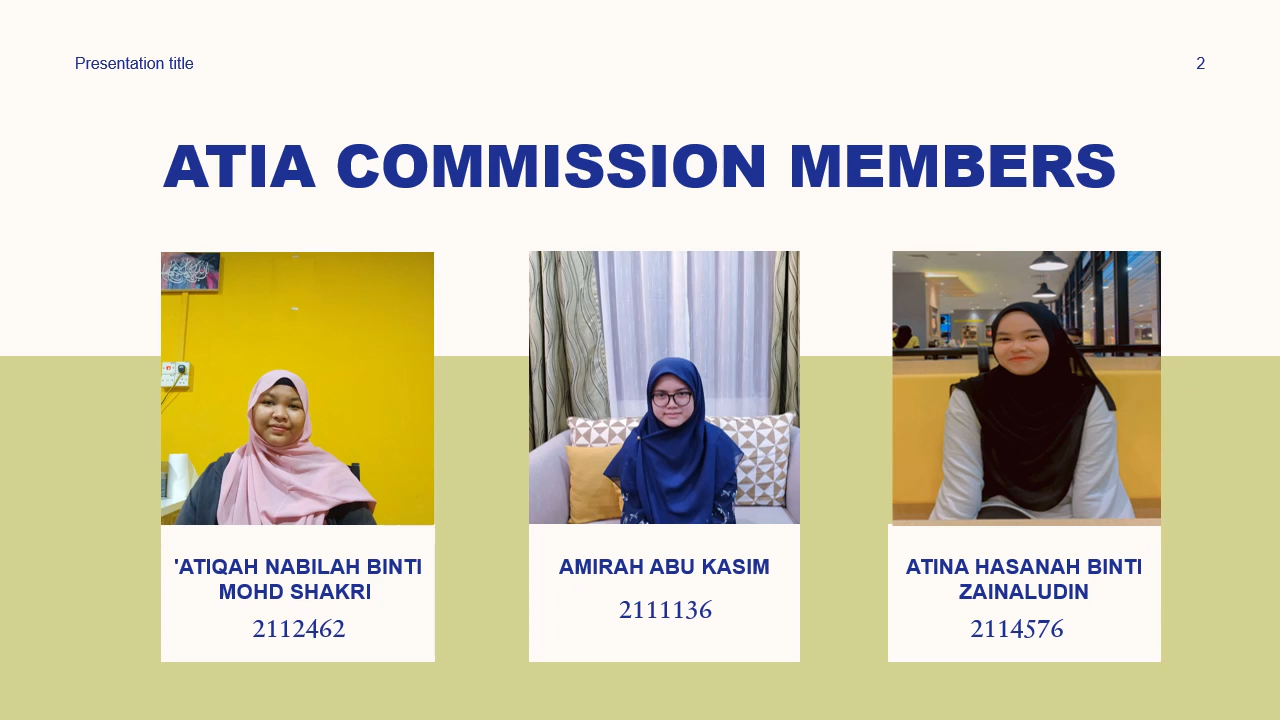 Presentation title
2
ATIA COMMISSION MEMBERS
'ATIQAH NABILAH BINTI
MOHD SHAKRI
2112462
AMIRAH ABU KASIM
2111136
ATINA HASANAH BINTI
ZAINALUDIN
2114576